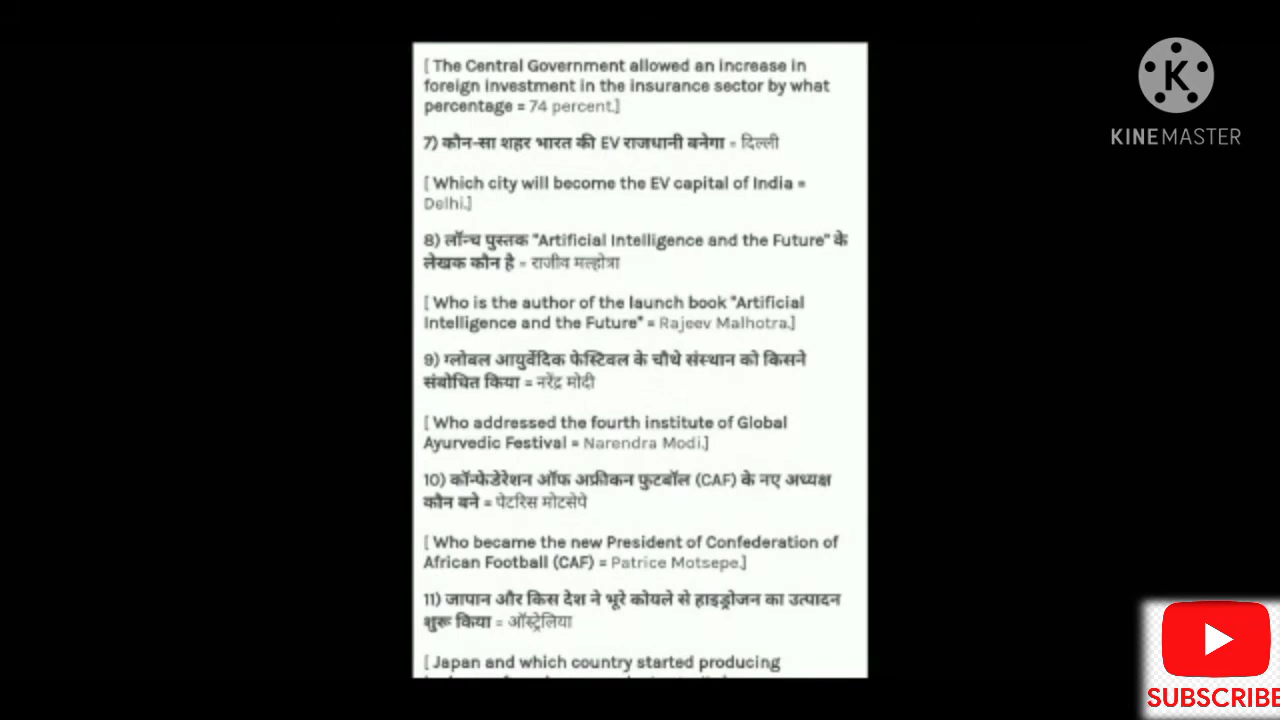 [ The Central Government allowed an increase in
foreign investment in the insurance sector by what
percentage = 74 percent.]
7) कौन-सा शहर भारत की EV राजधानी बनेगा = दिल्ली
[ Which city will become the EV capital of India =
Delhi.]
8) लॉन्च पुस्तक "Artificial Intelligence and the Future" के
लेखक कौन है = राजीव मल्होत्रा
[ Who is the author of the launch book "Artificial
Intelligence and the Future" = Rajeev Malhotra.]
9) ग्लोबल आयुर्वेदिक फेस्टिवल के चौथे संस्थान को किसने
संबोधित किया = नरेंद्र मोदी
[ Who addressed the fourth institute of Global
Ayurvedic Festival = Narendra Modi.]
10) कॉन्फेडेरेशन ऑफ अफ्रीकन फुटबॉल (CAF) के नए अध्यक्ष
कौन बने = पेटरिस मोटसेपे
[ Who became the new President of Confederation of
African Football (CAF) = Patrice Motsepe.]
11) जापान और किस देश ने भूरे कोयले से हाइड्रोजन का उत्पादन
शुरू किया = ऑस्ट्रेलिया
[ Japan and which country started producing
KINEMASTER
SUBSCRIBE